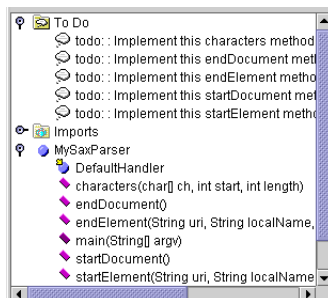 To Do
todo: : Implement this characters method
todo: : Implement this endDocument met
todo: : Implement this endElement metho
todo: : Implement this startDocument met
todo: : Implement this startElement metho
Imports
MySaxParser
DefaultHandler
characters(char[] ch, int start, int length)
endDocument()
endElement(String uri, String localName,
main(String[] argv)
startDocument()
startElement(String uri, String localName